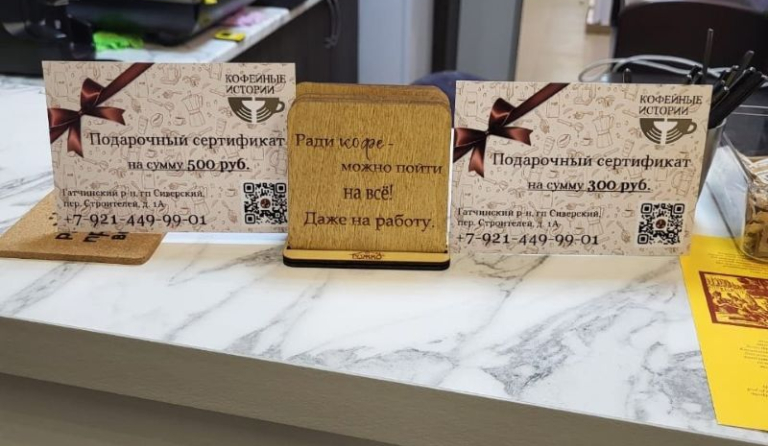 КОФЕЙНЫЕ
ИСТОРИИ
Подарочный сертификат
на сумму 500 руб.
Гатчинский р-н, гп Сиверский,
пер. Строителей, д. 1А
+7-921-449-99-01
Ради кофе -
можно пойти
на всё!
Даже на работу.
КОФЕЙНЫЕ
ИСТОРИИ
Подарочный сертификат
на сумму 300 руб.
Гатчинский р-н, гп Сиверский,
пер. Строителей, д. 1А
+7-921-449-99-01